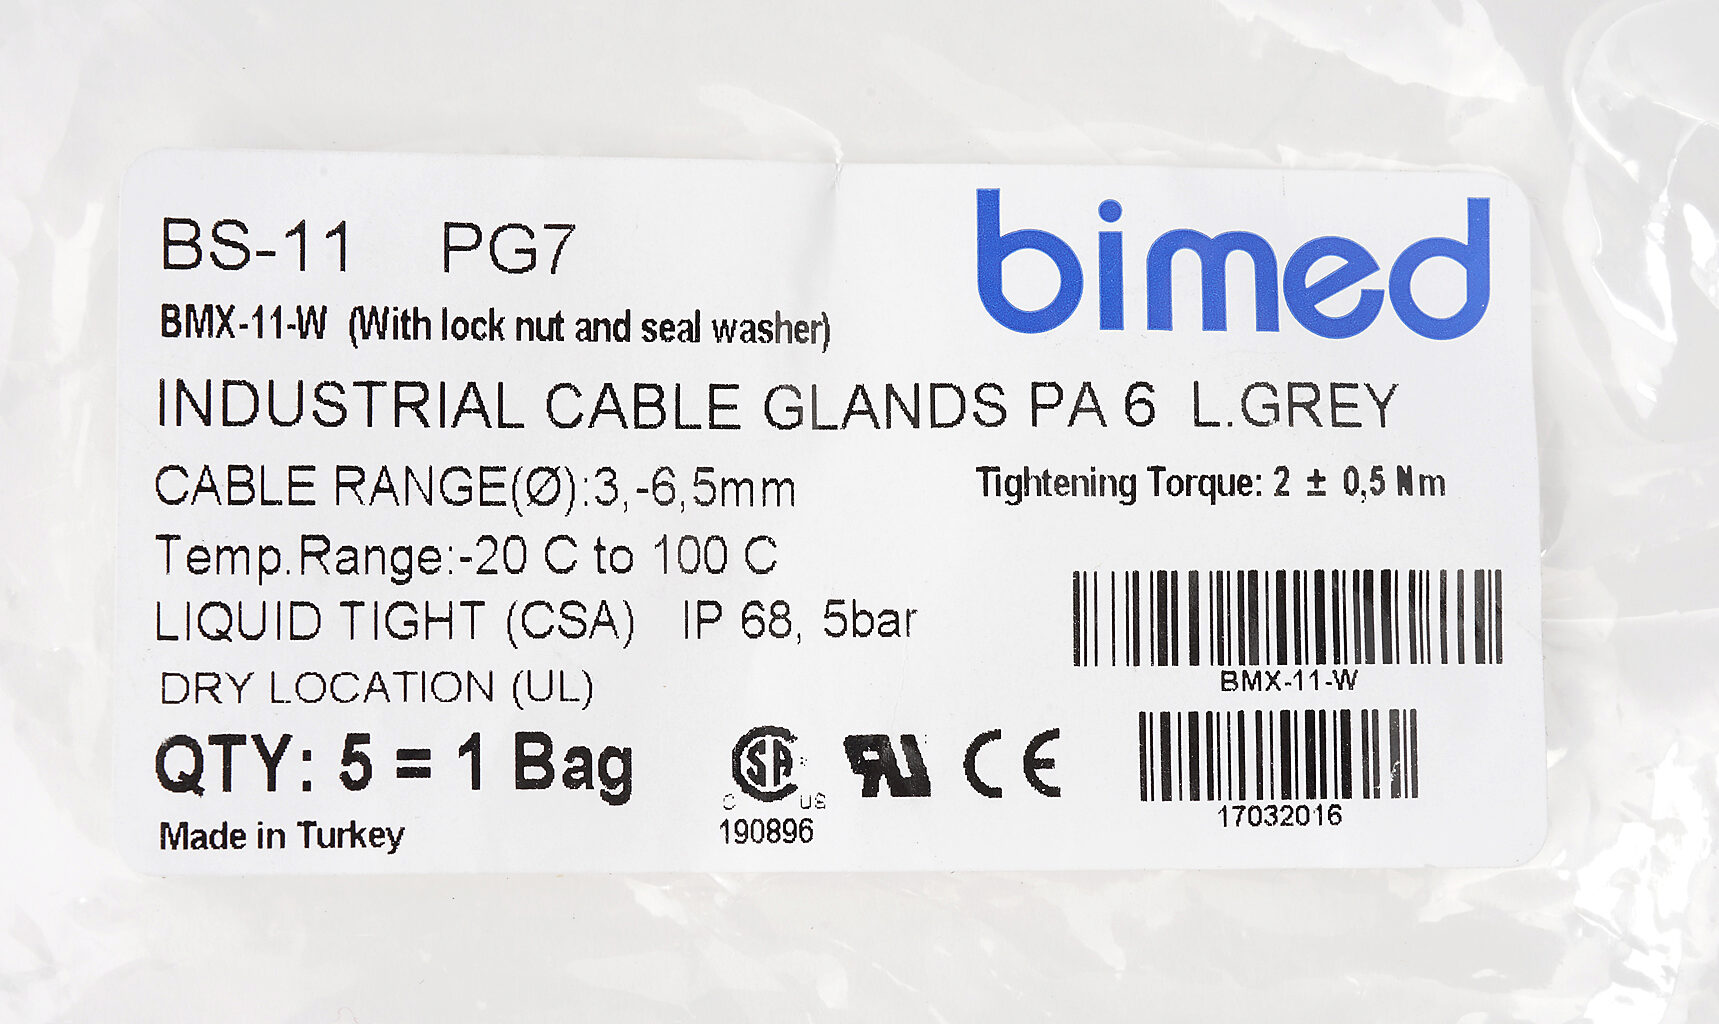 BS-11 PG7
bimed
BMX-11-W (With lock nut and seal washer)
INDUSTRIAL CABLE GLANDS PA 6 L.GREY
CABLE RANGE(Ø):3,-6,5mm
Tightening Torque: 2 ± 0,5 Nm
Temp.Range:-20 C to 100 C
LIQUID TIGHT (CSA) IP 68, 5bar
BMX-11-W
DRY LOCATION (UL)
QTY: 5 = 1 Bag
CSA
C US
190896
RU
CE
17032016
Made in Turkey